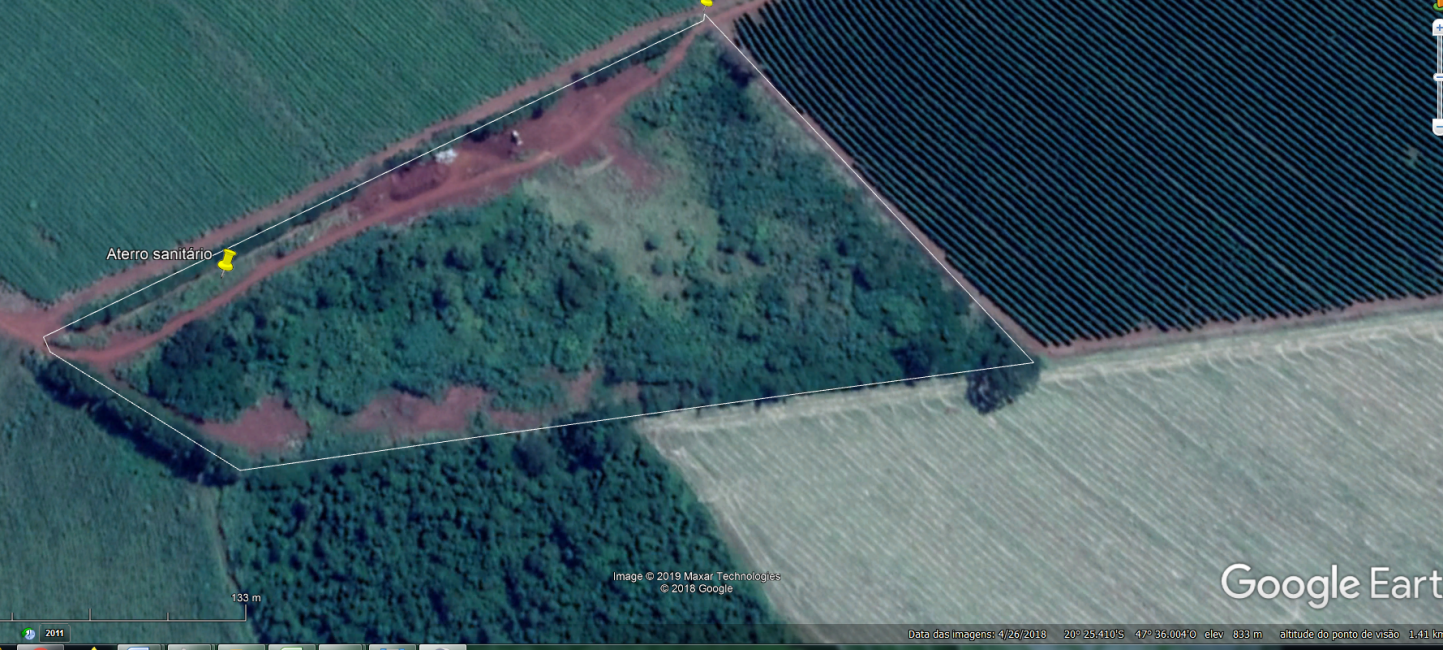 Aterro sanitário
Image © 2019 Maxar Technologies
© 2018 Google
Google Eart
133 m
2011
Data das imagens: 4/26/2018 20° 25.410'S 47° 36.004'O elev 833 m altitude do ponto de visão 1.41 km